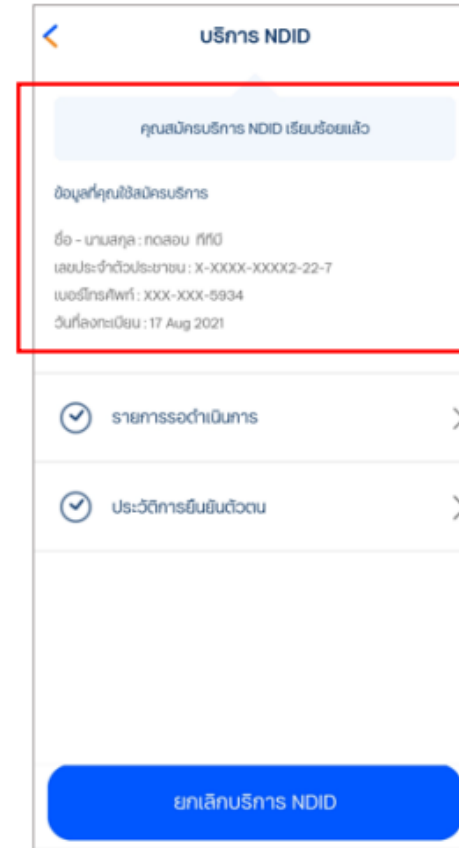 บริการ NDID
คุณสมัครบริการ NDID เรียบร้อยแล้ว
ข้อมูลที่คุณใช้สมัครบริการ
ชื่อ - นามสกุล : ทดสอบ ทีทีบี
เลขประจำตัวประชาชน : X-XXXX-XXXX2-22-7
เบอร์โทรศัพท์ : XXX-XXX-5934
วันที่ลงทะเบียน : 17 Aug 2021
รายการรอดำเนินการ
ประวัติการยืนยันตัวตน
ยกเลิกบริการ NDID